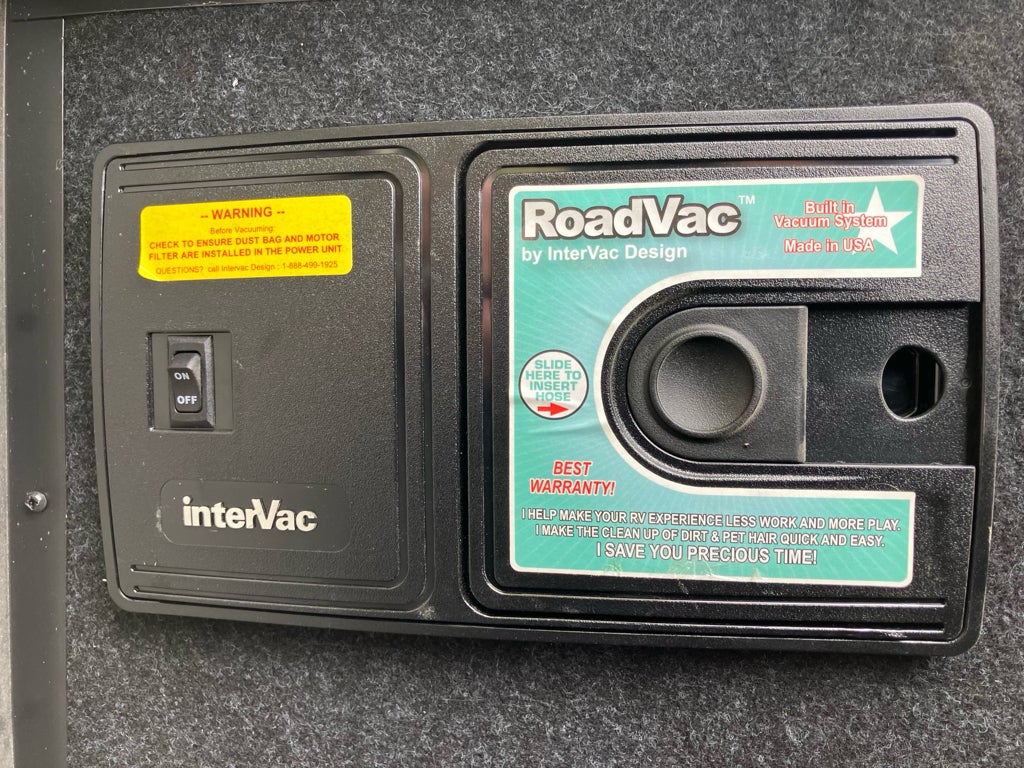 -- WARNING --
Before Vacuuming:
CHECK TO ENSURE DUST BAG AND MOTOR
FILTER ARE INSTALLED IN THE POWER UNIT
QUESTIONS? call Intervac Design : 1-888-499-1925
ON
OFF
interVac
RoadVac™
by InterVac Design
Built in
Vacuum System
Made in USA
SLIDE
HERE TO
INSERT
HOSE
BEST
WARRANTY!
I HELP MAKE YOUR RV EXPERIENCE LESS WORK AND MORE PLAY.
I MAKE THE CLEAN UP OF DIRT & PET HAIR QUICK AND EASY.
I SAVE YOU PRECIOUS TIME!